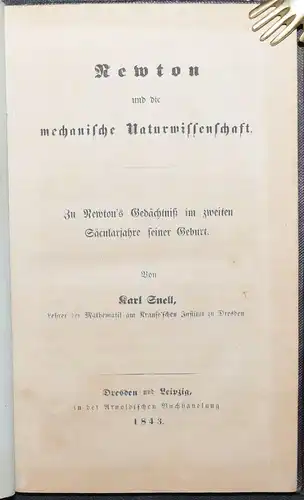 Newton
und die
mechanische Naturwissenschaft.
Zu Newton's Gedächtniß im zweiten
Säcularjahre seiner Geburt.
Von
Karl Snell,
Lehrer der Mathematik am Krause'schen Institut zu Dresden
Dresden und Leipzig,
in der Arnoldischen Buchhandlung
1843.